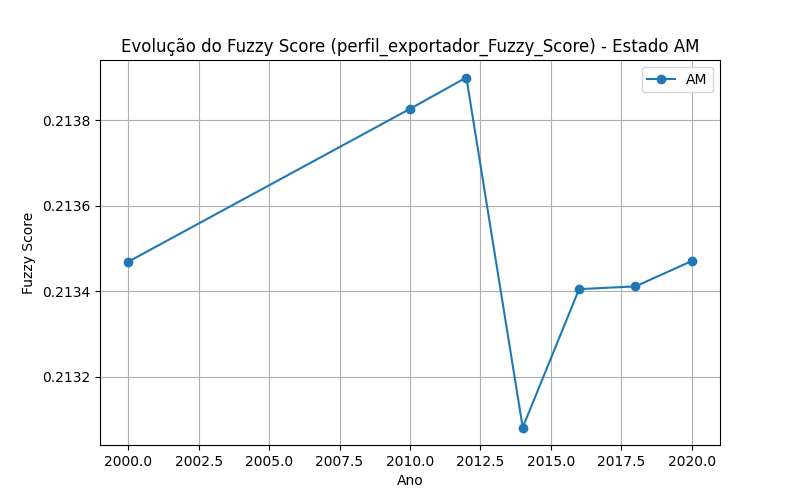 Evolução do Fuzzy Score (perfil_exportador_Fuzzy_Score) - Estado AM
AM
0.2138
0.2136
0.2134
0.2132
Fuzzy Score
2000.0 2002.5 2005.0 2007.5 2010.0 2012.5 2015.0 2017.5 2020.0
Ano